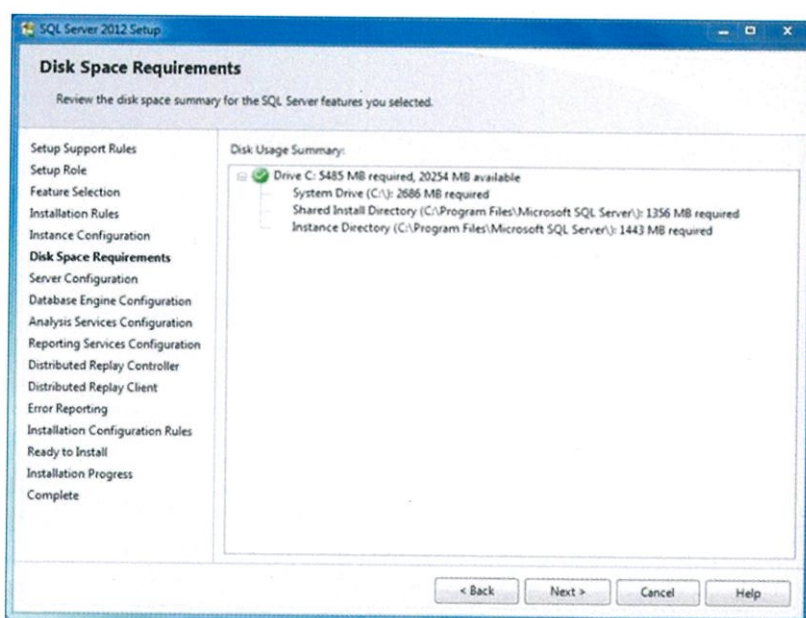 SQL Server 2012 Setup
Disk Space Requirements
Review the disk space summary for the SQL Server features you selected.
Setup Support Rules
Setup Role
Feature Selection
Installation Rules
Instance Configuration
Disk Space Requirements
Server Configuration
Database Engine Configuration
Analysis Services Configuration
Reporting Services Configuration
Distributed Replay Controller
Distributed Replay Client
Error Reporting
Installation Configuration Rules
Ready to Install
Installation Progress
Complete
Disk Usage Summary:
Drive C: 5485 MB required, 20254 MB available
System Drive (C:\): 2686 MB required
Shared Install Directory (C:\Program Files\Microsoft SQL Server\): 1356 MB required
Instance Directory (C:\Program Files\Microsoft SQL Server\): 1443 MB required
< Back
Next >
Cancel
Help